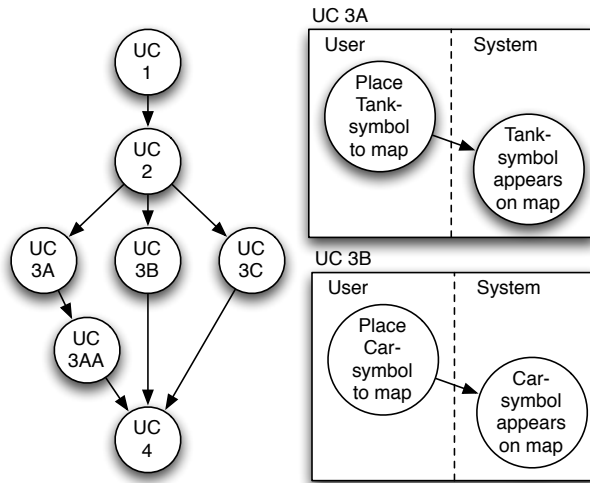 UC
1
UC
2
UC
3A
UC
3B
UC
3C
UC
3AA
UC
4
UC 3A
User
System
Place
Tank-
symbol
to map
Tank-
symbol
appears
on map
UC 3B
User
System
Place
Car-
symbol
to map
Car-
symbol
appears
on map